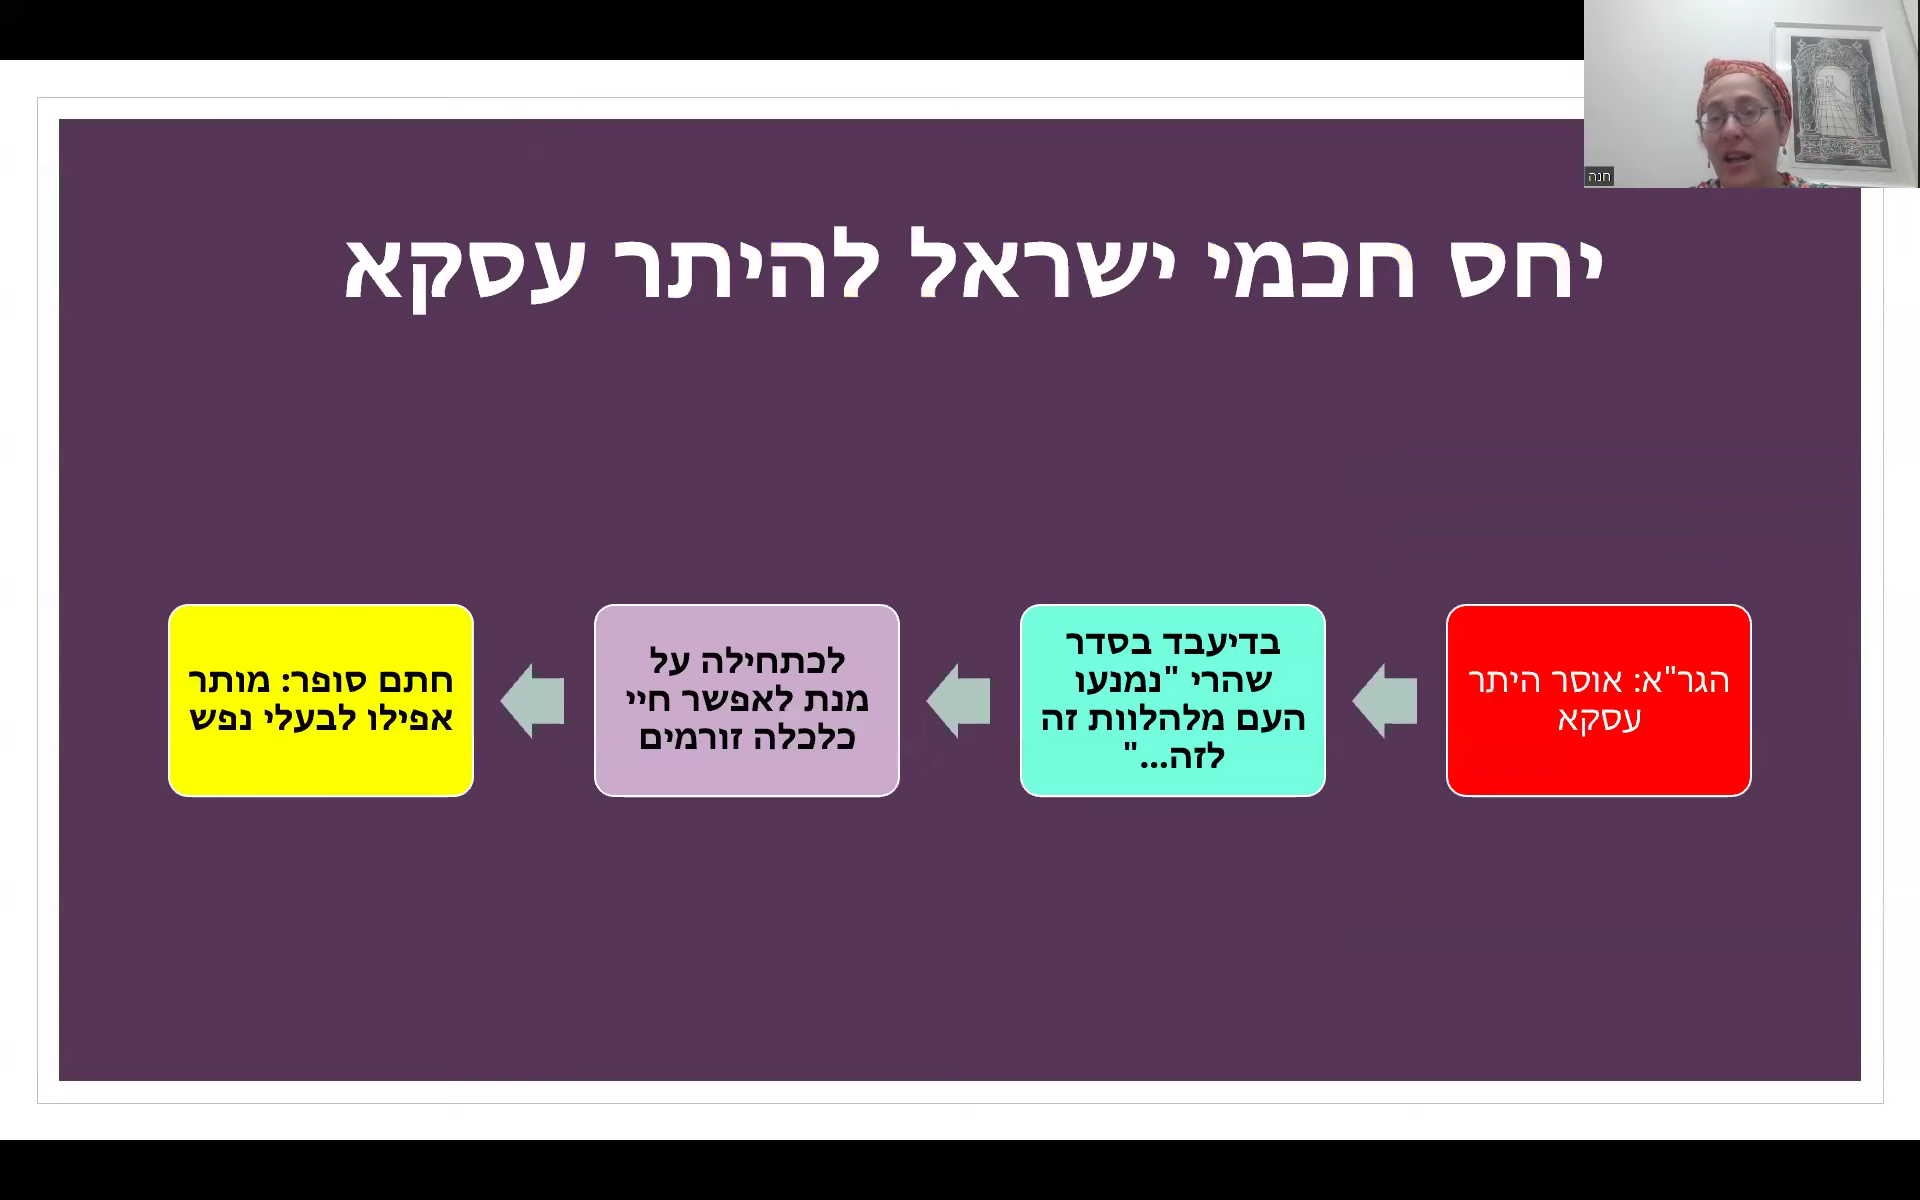 חנה
יחס חכמי ישראל להיתר עסקא
הגר"א: אוסר היתר
עסקא
בדיעבד בסדר
שהרי "נמנעו
העם מלהלוות זה
לזה..."
לכתחילה על
מנת לאפשר חיי
כלכלה זורמים
חתם סופר: מותר
אפילו לבעלי נפש